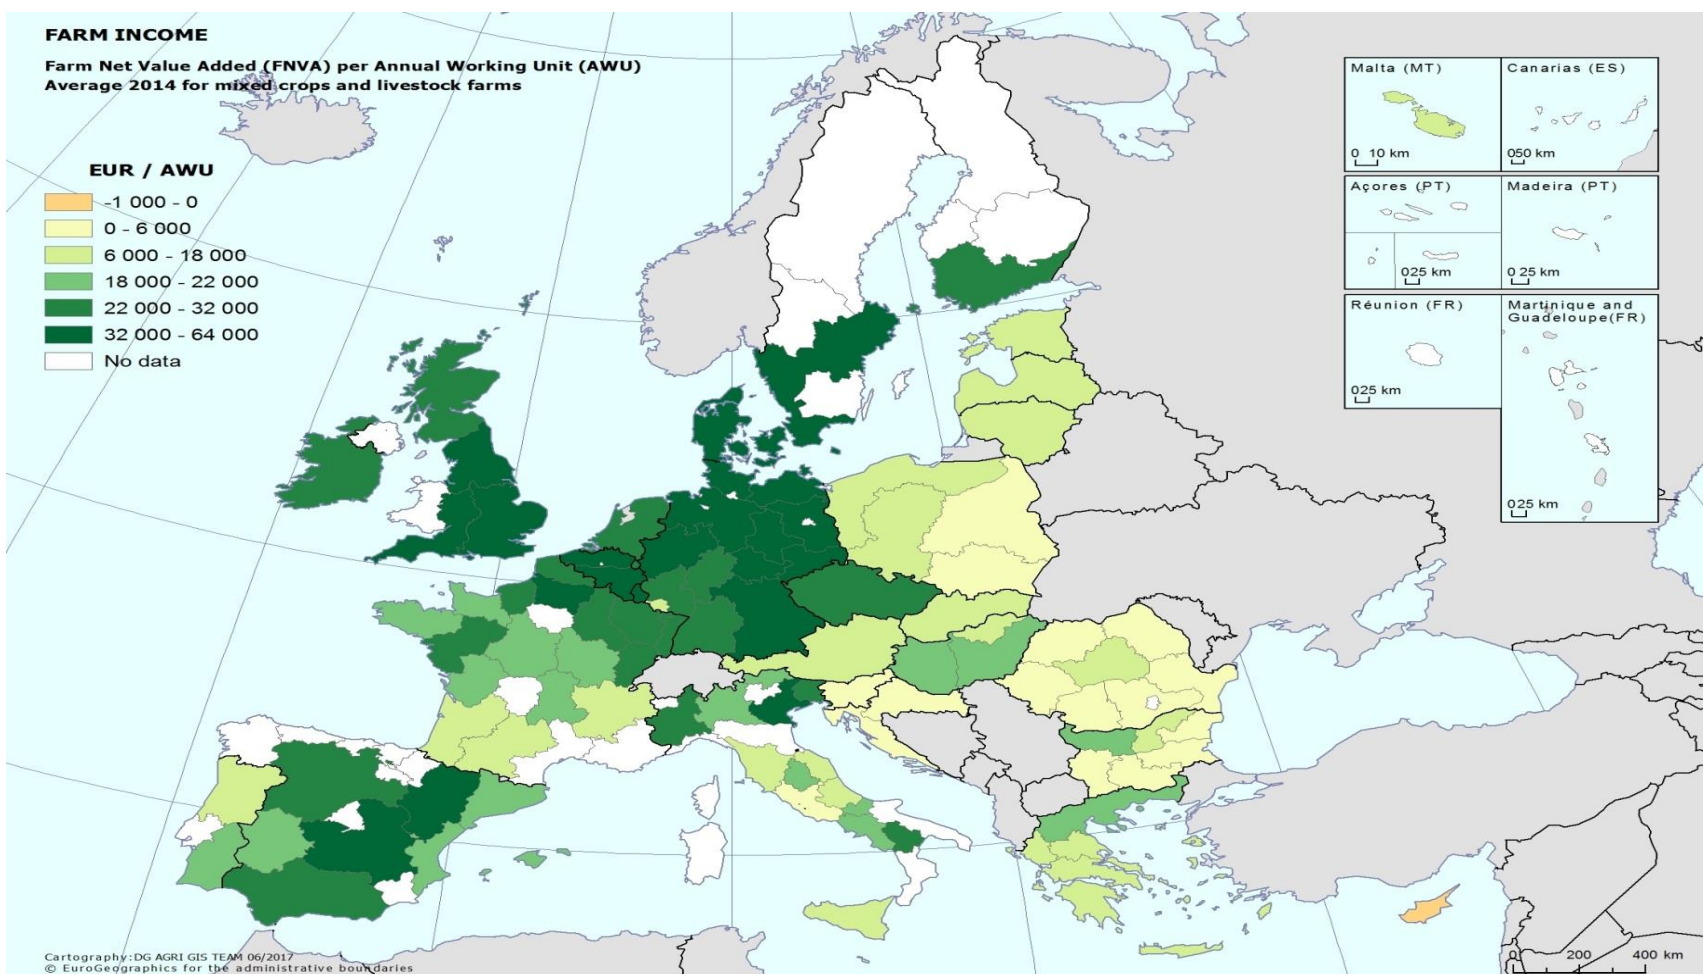 FARM INCOME
Farm Net Value Added (FNVA) per Annual Working Unit (AWU)
Average 2014 for mixed crops and livestock farms
EUR / AWU
-1 000 - 0
0 - 6 000
6 000 - 18 000
18 000 - 22 000
22 000 - 32 000
32 000 - 64 000
No data
Malta (MT)
0 10 km
Canarias (ES)
050 km
Açores (PT)
025 km
Madeira (PT)
0 25 km
Réunion (FR)
025 km
Martinique and
Guadeloupe(FR)
025 km
0 200 400 km
Cartography:DG AGRI GIS TEAM 06/2017
© EuroGeographics for the administrative boundaries